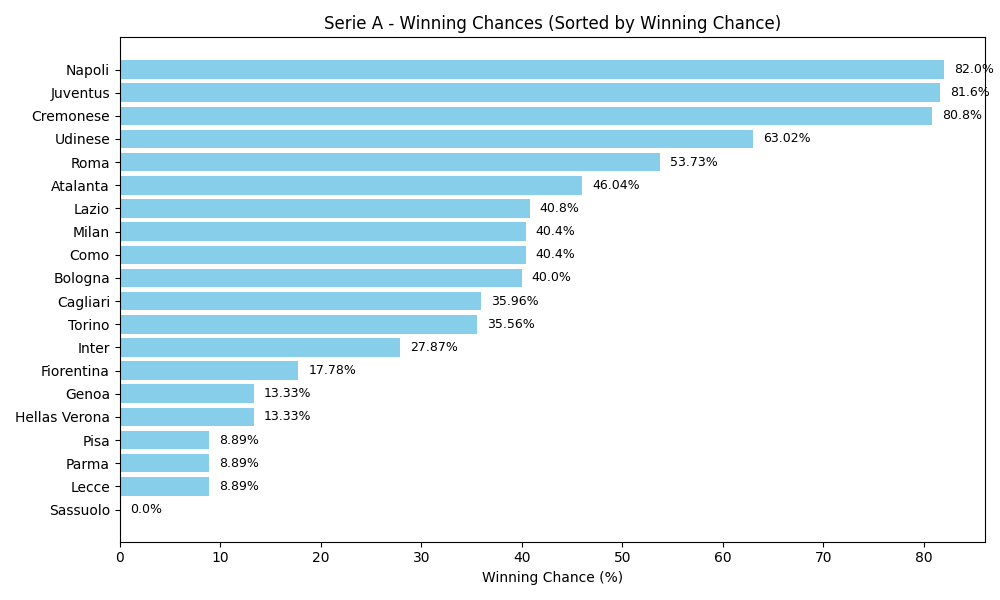 Serie A - Winning Chances (Sorted by Winning Chance)
Napoli 82.0%
Juventus 81.6%
Cremonese 80.8%
Udinese 63.02%
Roma 53.73%
Atalanta 46.04%
Lazio 40.8%
Milan 40.4%
Como 40.4%
Bologna 40.0%
Cagliari 35.96%
Torino 35.56%
Inter 27.87%
Fiorentina 17.78%
Genoa 13.33%
Hellas Verona 13.33%
Pisa 8.89%
Parma 8.89%
Lecce 8.89%
Sassuolo 0.0%
0 10 20 30 40 50 60 70 80
Winning Chance (%)